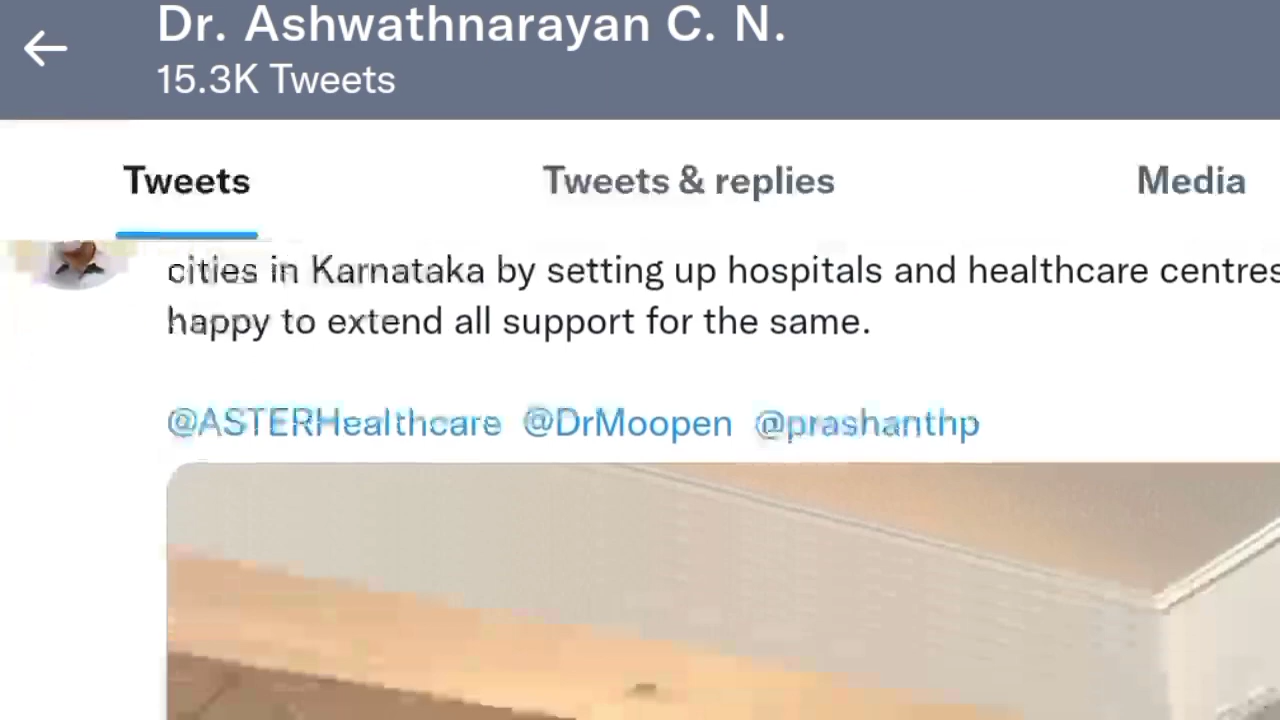 Dr. Ashwathnarayan C. N.
15.3K Tweets
Tweets Tweets & replies Media
cities in Karnataka by setting up hospitals and healthcare centres
happy to extend all support for the same.
@ASTERHealthcare @DrMoopen @prashanthp